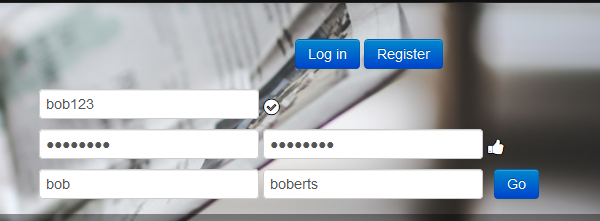 Log in Register
bob123
●●●●●●●● ●●●●●●●●
bob boberts Go